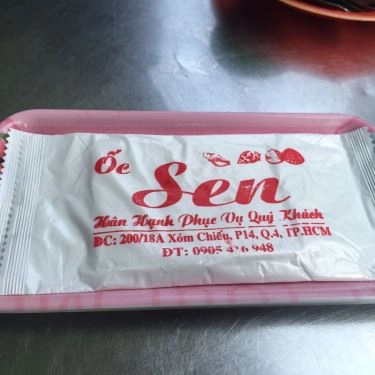 Ốc
Sen
Hân Hạnh Phục Vụ Quý Khách
ĐC: 200/18A Xóm Chiếu, P14, Q.4, TP.HCM
ĐT: 0905 416 948